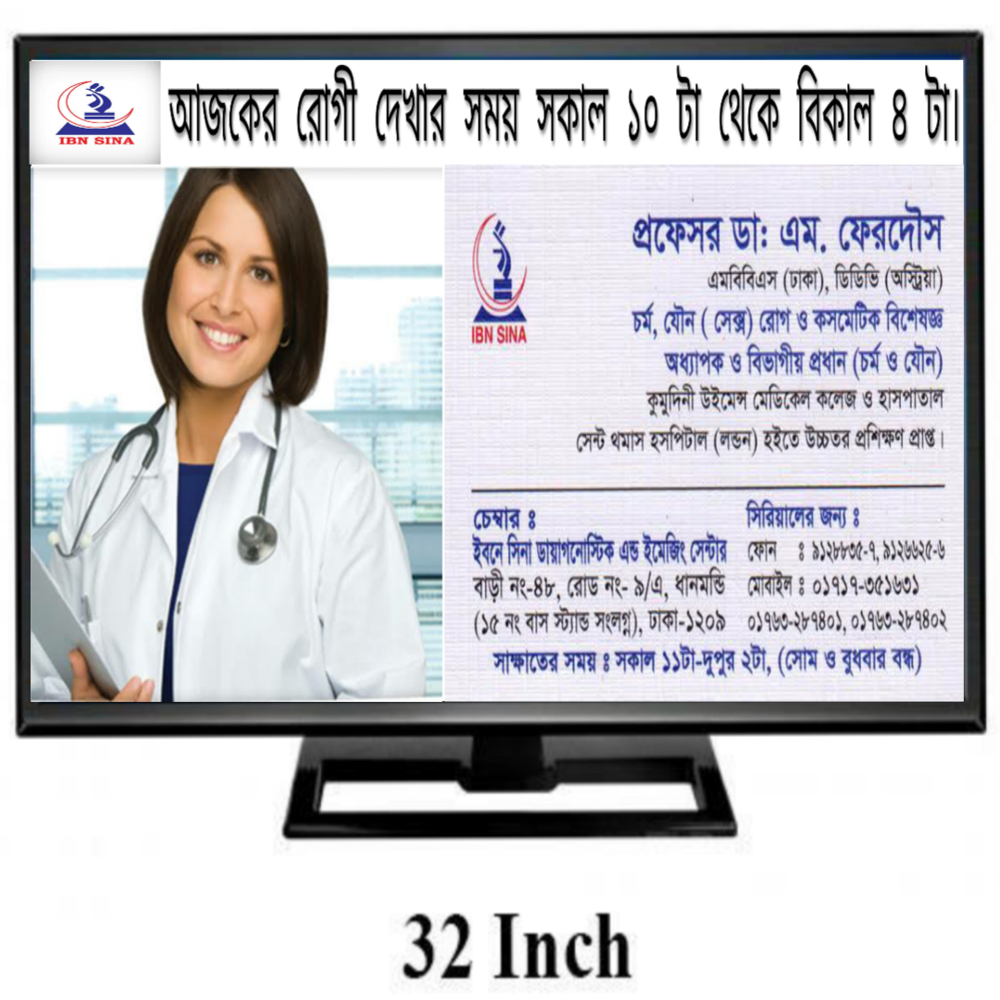 IBN SINA
আজকের রোগী দেখার সময় সকাল ১০ টা থেকে বিকাল ৪ টা।
IBN SINA
প্রফেসর ডা: এম. ফেরদৌস
এমবিবিএস (ঢাকা), ডিডিভি (অস্ট্রিয়া)
চর্ম, যৌন ( সেক্স) রোগ ও কসমেটিক বিশেষজ্ঞ
অধ্যাপক ও বিভাগীয় প্রধান (চর্ম ও যৌন)
কুমুদিনী উইমেন্স মেডিকেল কলেজ ও হাসপাতাল
সেন্ট থমাস হসপিটাল (লন্ডন) হইতে উচ্চতর প্রশিক্ষণ প্রাপ্ত।
চেম্বার ঃ
ইবনে সিনা ডায়াগনোস্টিক এন্ড ইমেজিং সেন্টার
বাড়ী নং-৪৮, রোড নং- ৯/এ, ধানমন্ডি
(১৫ নং বাস স্ট্যান্ড সংলগ্ন), ঢাকা-১২০৯
সিরিয়ালের জন্য ঃ
ফোন ঃ ৯১২৮৮৩৫-৭, ৯১২৬৬২৫-৬
মোবাইল ঃ ০১৭১৭-৩৫১৬৩১
০১৭৬৩-২৮৭৪০১, ০১৭৬৩-২৮৭৪০২
সাক্ষাতের সময় ঃ সকাল ১১টা-দুপুর ২টা, (সোম ও বুধবার বন্ধ)
32 Inch